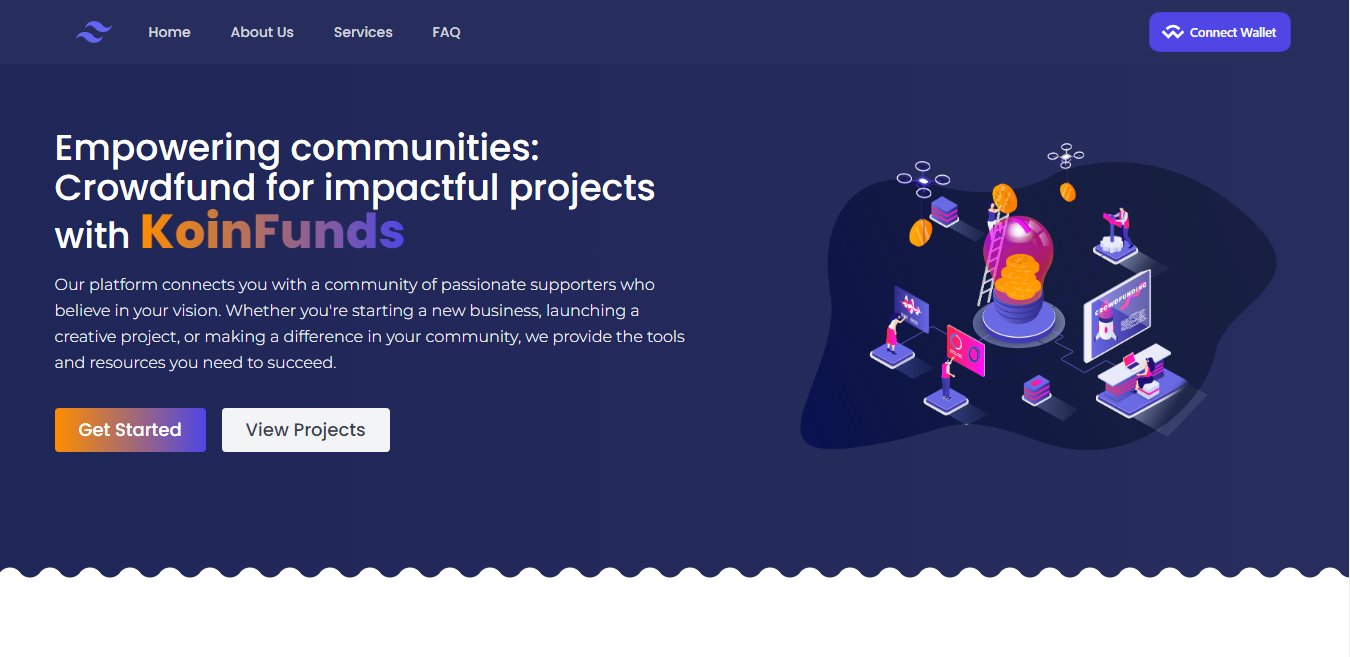 Home
About Us
Services
FAQ
Connect Wallet
Empowering communities:
Crowdfund for impactful projects
with KoinFunds
Our platform connects you with a community of passionate supporters who
believe in your vision. Whether you're starting a new business, launching a
creative project, or making a difference in your community, we provide the tools
and resources you need to succeed.
Get Started
View Projects
CROWDFUNDING